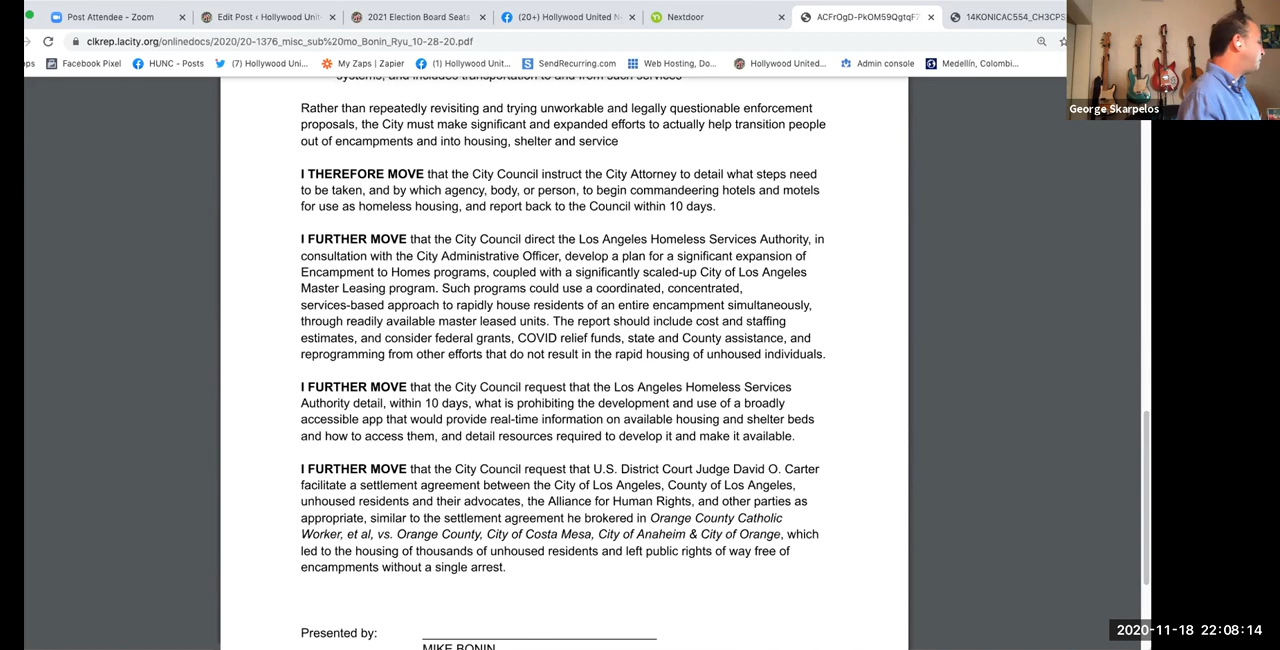 Post Attendee - Zoom
Edit Post ‹ Hollywood Unit
2021 Election Board Seats
(20+) Hollywood United N
Nextdoor
ACFrOgD-PkOM59QgtqF
14KONICAC554_CH3CPS
clkrep.lacity.org/onlinedocs/2020/20-1376_misc_sub%20mo_Bonin_Ryu_10-28-20.pdf
ps
Facebook Pixel
HUNC - Posts
(7) Hollywood Uni...
My Zaps | Zapier
(1) Hollywood Unit...
SendRecurring.com
Web Hosting, Do...
Hollywood United...
Admin console
Medellín, Colombi...
George Skarpelos
systems, and includes transportation to and from such services
Rather than repeatedly revisiting and trying unworkable and legally questionable enforcement
proposals, the City must make significant and expanded efforts to actually help transition people
out of encampments and into housing, shelter and service
I THEREFORE MOVE that the City Council instruct the City Attorney to detail what steps need
to be taken, and by which agency, body, or person, to begin commandeering hotels and motels
for use as homeless housing, and report back to the Council within 10 days.
I FURTHER MOVE that the City Council direct the Los Angeles Homeless Services Authority, in
consultation with the City Administrative Officer, develop a plan for a significant expansion of
Encampment to Homes programs, coupled with a significantly scaled-up City of Los Angeles
Master Leasing program. Such programs could use a coordinated, concentrated,
services-based approach to rapidly house residents of an entire encampment simultaneously,
through readily available master leased units. The report should include cost and staffing
estimates, and consider federal grants, COVID relief funds, state and County assistance, and
reprogramming from other efforts that do not result in the rapid housing of unhoused individuals.
I FURTHER MOVE that the City Council request that the Los Angeles Homeless Services
Authority detail, within 10 days, what is prohibiting the development and use of a broadly
accessible app that would provide real-time information on available housing and shelter beds
and how to access them, and detail resources required to develop it and make it available.
I FURTHER MOVE that the City Council request that U.S. District Court Judge David O. Carter
facilitate a settlement agreement between the City of Los Angeles, County of Los Angeles,
unhoused residents and their advocates, the Alliance for Human Rights, and other parties as
appropriate, similar to the settlement agreement he brokered in Orange County Catholic
Worker, et al, vs. Orange County, City of Costa Mesa, City of Anaheim & City of Orange, which
led to the housing of thousands of unhoused residents and left public rights of way free of
encampments without a single arrest.
Presented by:
MIKE BONIN
2020-11-18 22:08:14